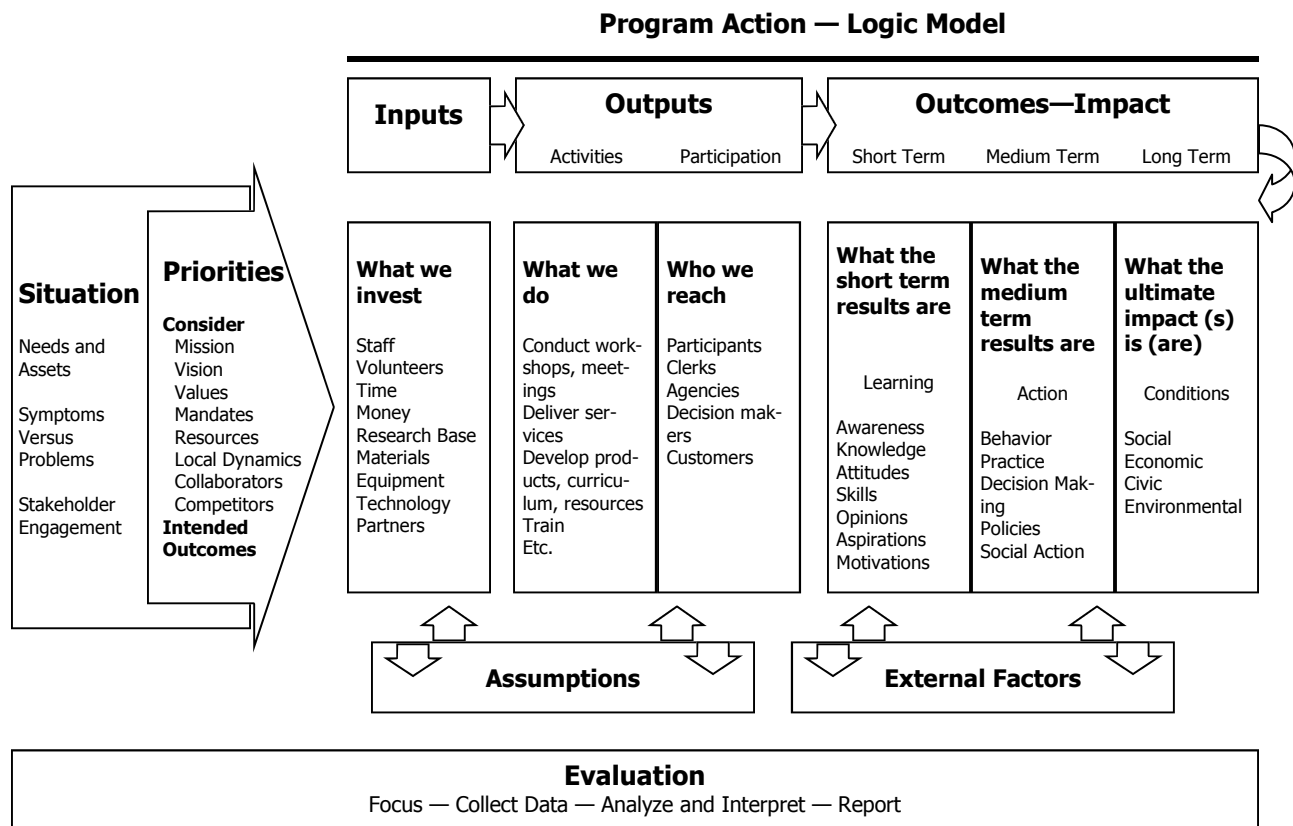 Program Action — Logic Model
Inputs
Outputs
Activities
Participation
Outcomes—Impact
Short Term
Medium Term
Long Term
Situation
Needs and
Assets
Symptoms
Versus
Problems
Stakeholder
Engagement
Priorities
Consider
Mission
Vision
Values
Mandates
Resources
Local Dynamics
Collaborators
Competitors
Intended
Outcomes
What we
invest
Staff
Volunteers
Time
Money
Research Base
Materials
Equipment
Technology
Partners
What we
do
Conduct work-
shops, meet-
ings
Deliver ser-
vices
Develop prod-
ucts, curricu-
lum, resources
Train
Etc.
Who we
reach
Participants
Clerks
Agencies
Decision mak-
ers
Customers
What the
short term
results are
Learning
Awareness
Knowledge
Attitudes
Skills
Opinions
Aspirations
Motivations
What the
medium
term
results are
Action
Behavior
Practice
Decision Mak-
ing
Policies
Social Action
What the
ultimate
impact (s)
is (are)
Conditions
Social
Economic
Civic
Environmental
Assumptions
External Factors
Evaluation
Focus — Collect Data — Analyze and Interpret — Report